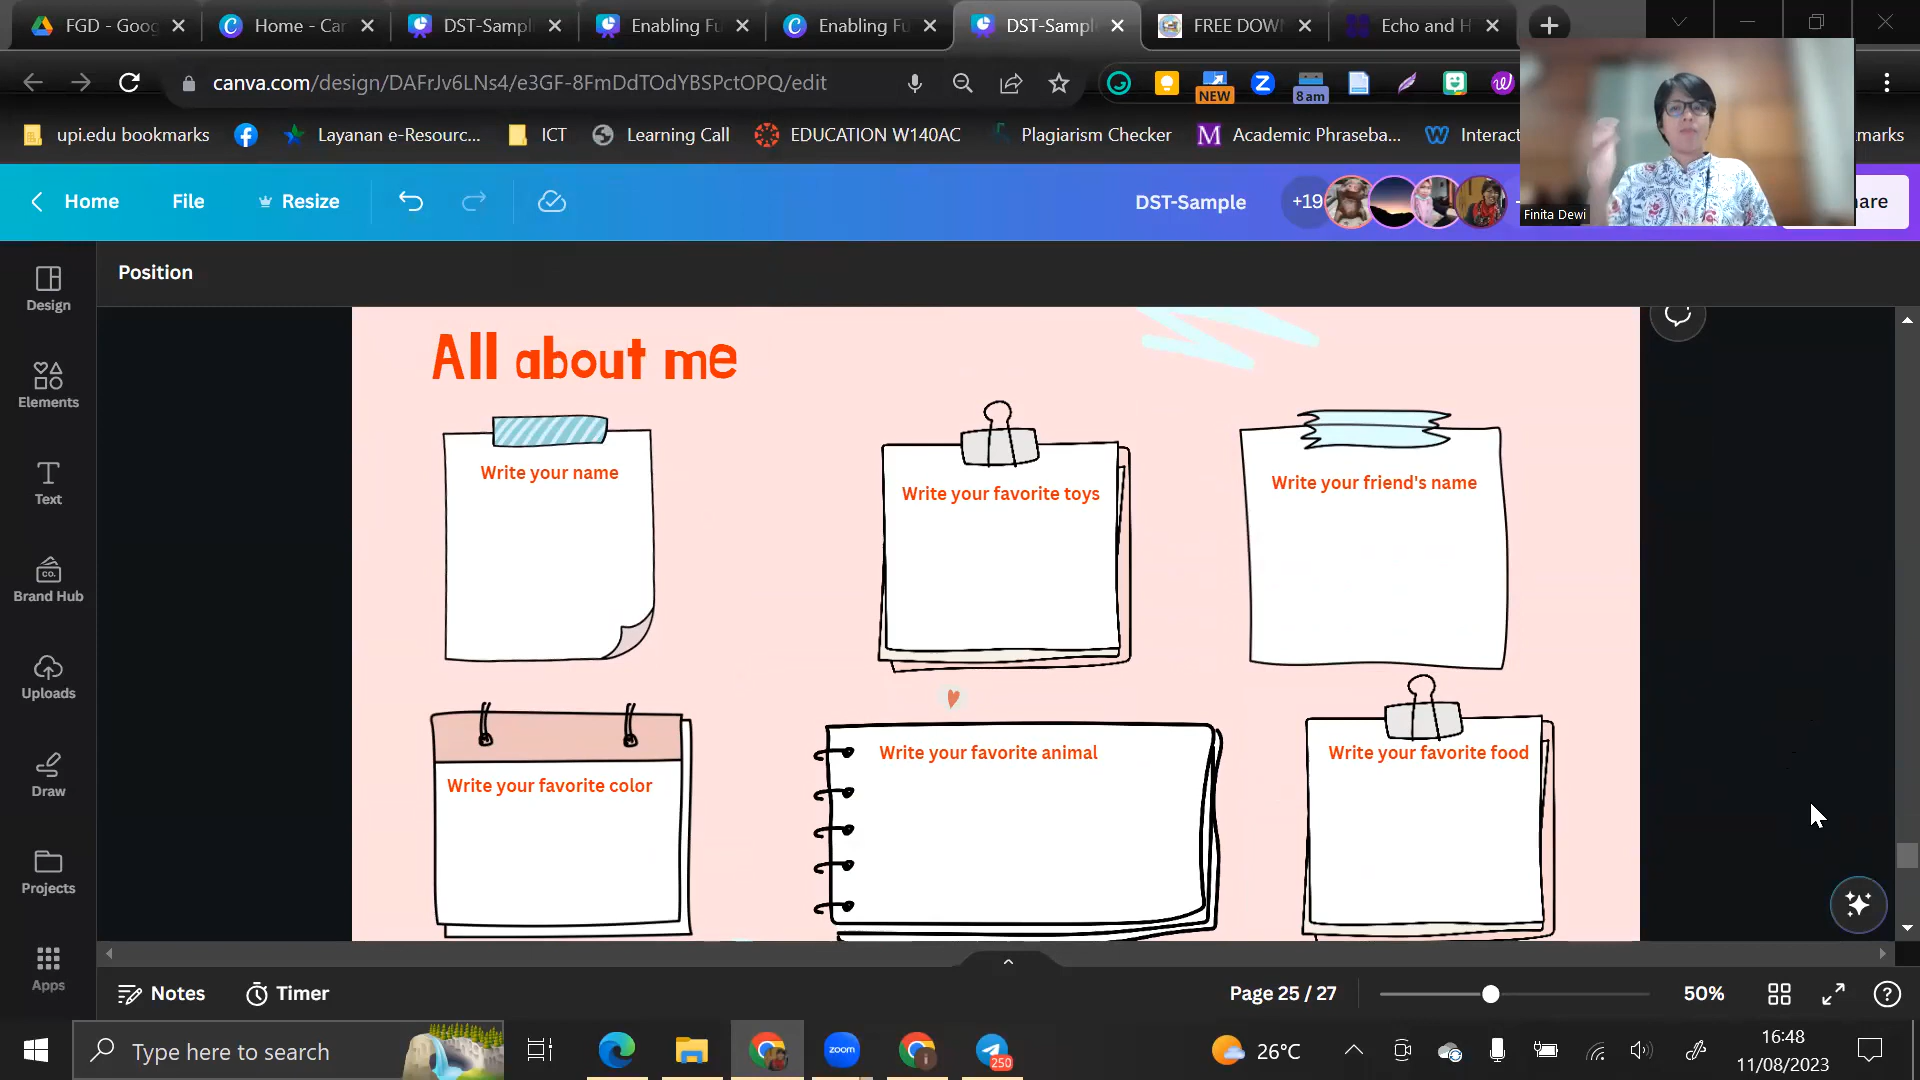 FGD - Goog
Home - Can
DST-Sampl
Enabling Fu
Enabling Fu
DST-Sampl
FREE DOW
Echo and H
canva.com/design/DAFrJv6LNs4/e3GF-8FmDdTOdYBSPctOPQ/edit
NEW
8am
upi.edu bookmarks
Layanan e-Resourc...
ICT
Learning Call
EDUCATION W140AC
Plagiarism Checker
Academic Phraseba...
Interact
kmarks
Home
File
Resize
DST-Sample
+19
are
Finita Dewi
Position
Design
Elements
Text
CO.
Brand Hub
Uploads
Draw
Projects
Apps
All about me
Write your name
Write your favorite toys
Write your friend's name
Write your favorite color
Write your favorite animal
Write your favorite food
Notes
Timer
Page 25 / 27
50%
Type here to search
zoom
250
26°C
16:48
11/08/2023